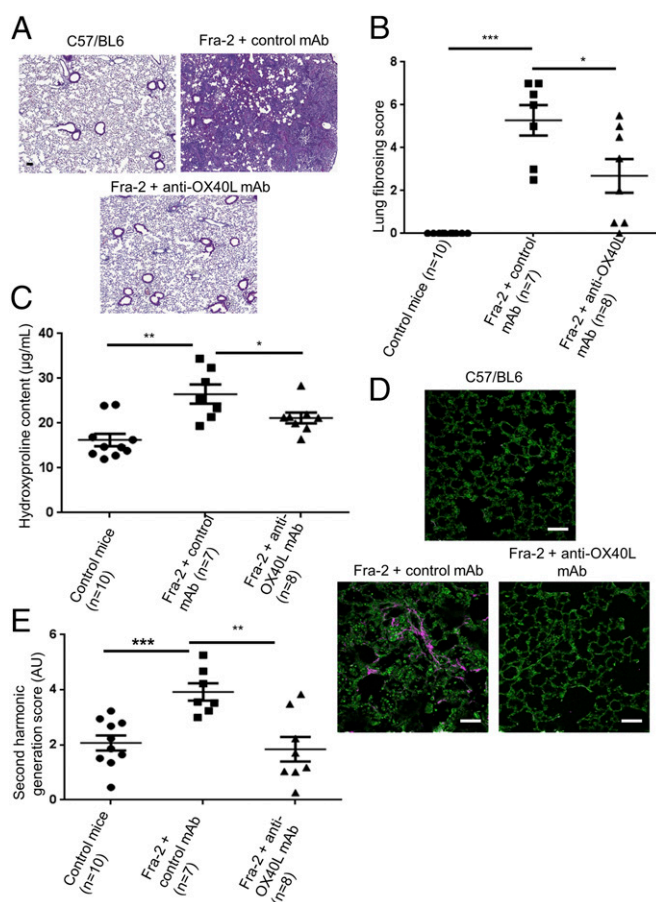 A
C57/BL6
Fra-2 + control mAb
Fra-2 + anti-OX40L mAb
B
***
*
Lung fibrosing score
8
6
4
2
0
Control mice (n=10)
Fra-2 + control
mAb (n=7)
Fra-2 + anti-OX40L
mAb (n=8)
C
**
*
Hydroxyproline content (µg/mL)
40
30
20
10
0
Control mice
(n=10)
Fra-2 + control
mAb (n=7)
Fra-2 + anti-
OX40L mAb
(n=8)
D
C57/BL6
Fra-2 + control mAb
Fra-2 + anti-OX40L
mAb
E
***
**
Second harmonic
generation score (AU)
6
4
2
0
Control mice
(n=10)
Fra-2 +
control mAb
(n=7)
Fra-2 + anti-
OX40L mAb
(n=8)